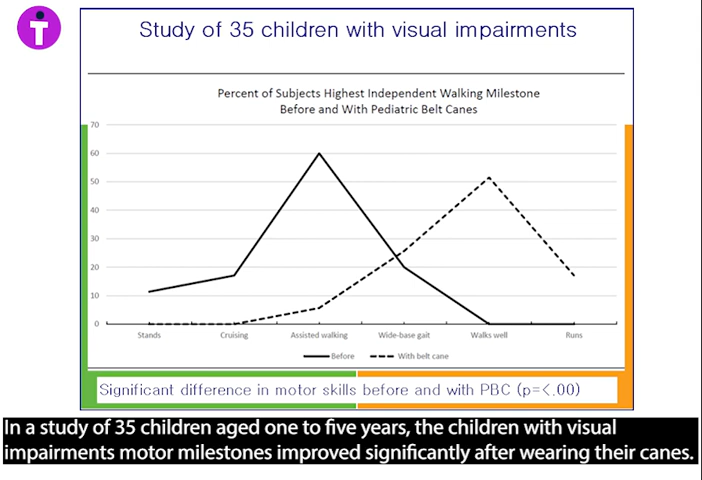 Study of 35 children with visual impairments
Percent of Subjects Highest Independent Walking Milestone
Before and With Pediatric Belt Canes
70
60
50
40
30
20
10
0
Stands Cruising Assisted walking Wide-base gait Walks well Runs
Before With belt cane
Significant difference in motor skills before and with PBC (p=<.00)
In a study of 35 children aged one to five years, the children with visual
impairments motor milestones improved significantly after wearing their canes.